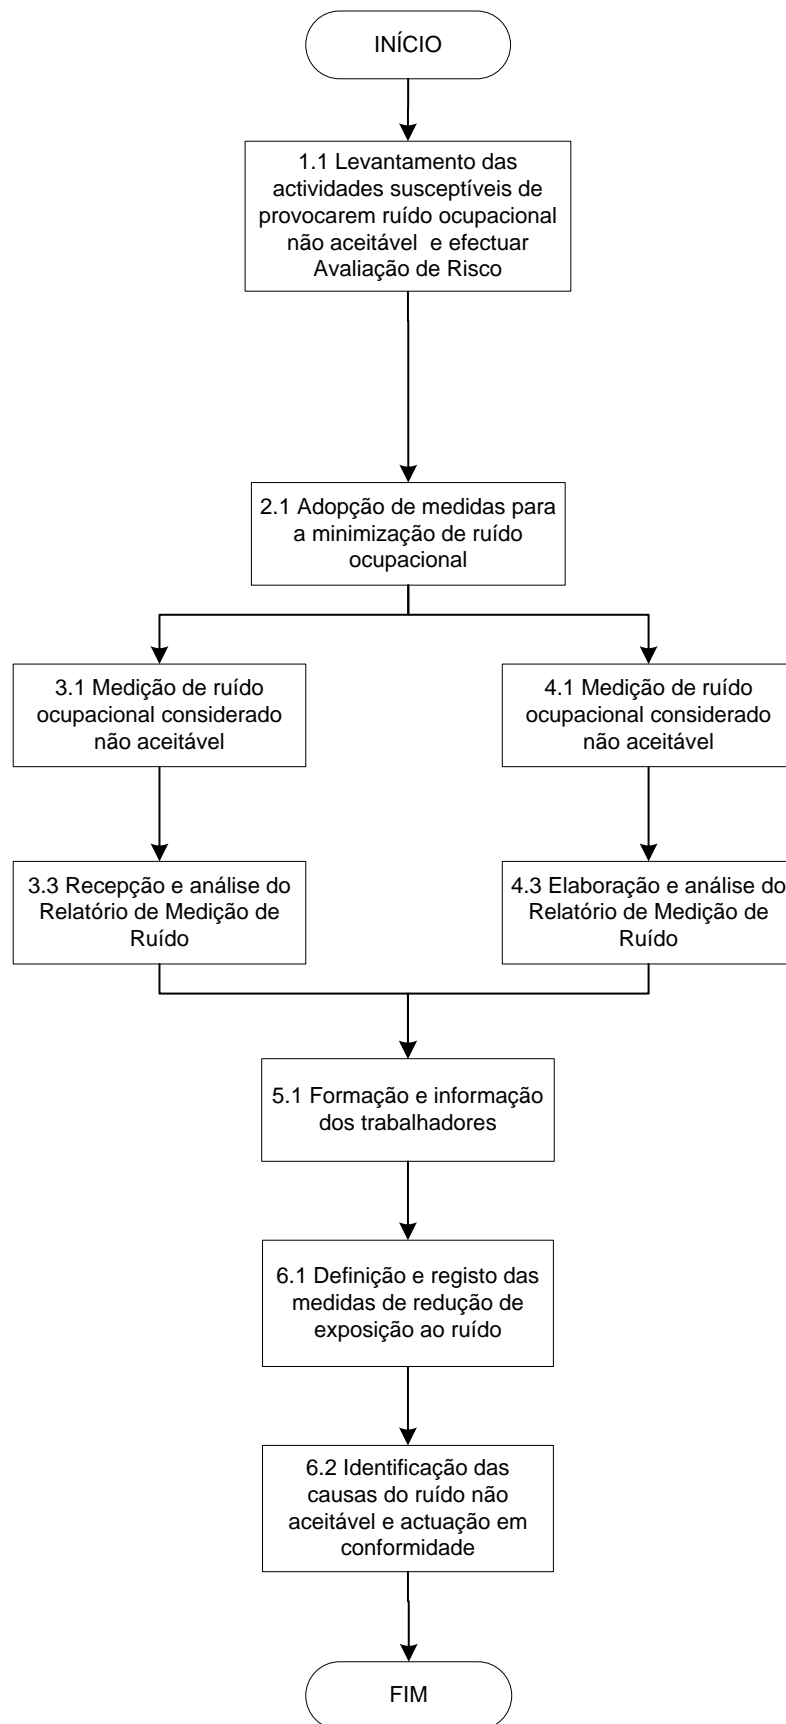 INÍCIO
1.1 Levantamento das
actividades susceptíveis de
provocarem ruído ocupacional
não aceitável  e efectuar
Avaliação de Risco
2.1 Adopção de medidas para
a minimização de ruído
ocupacional
3.1 Medição de ruído
ocupacional considerado
não aceitável
4.1 Medição de ruído
ocupacional considerado
não aceitável
3.3 Recepção e análise do
Relatório de Medição de
Ruído
4.3 Elaboração e análise do
Relatório de Medição de
Ruído
5.1 Formação e informação
dos trabalhadores
6.1 Definição e registo das
medidas de redução de
exposição ao ruído
6.2 Identificação das
causas do ruído não
aceitável e actuação em
conformidade
FIM